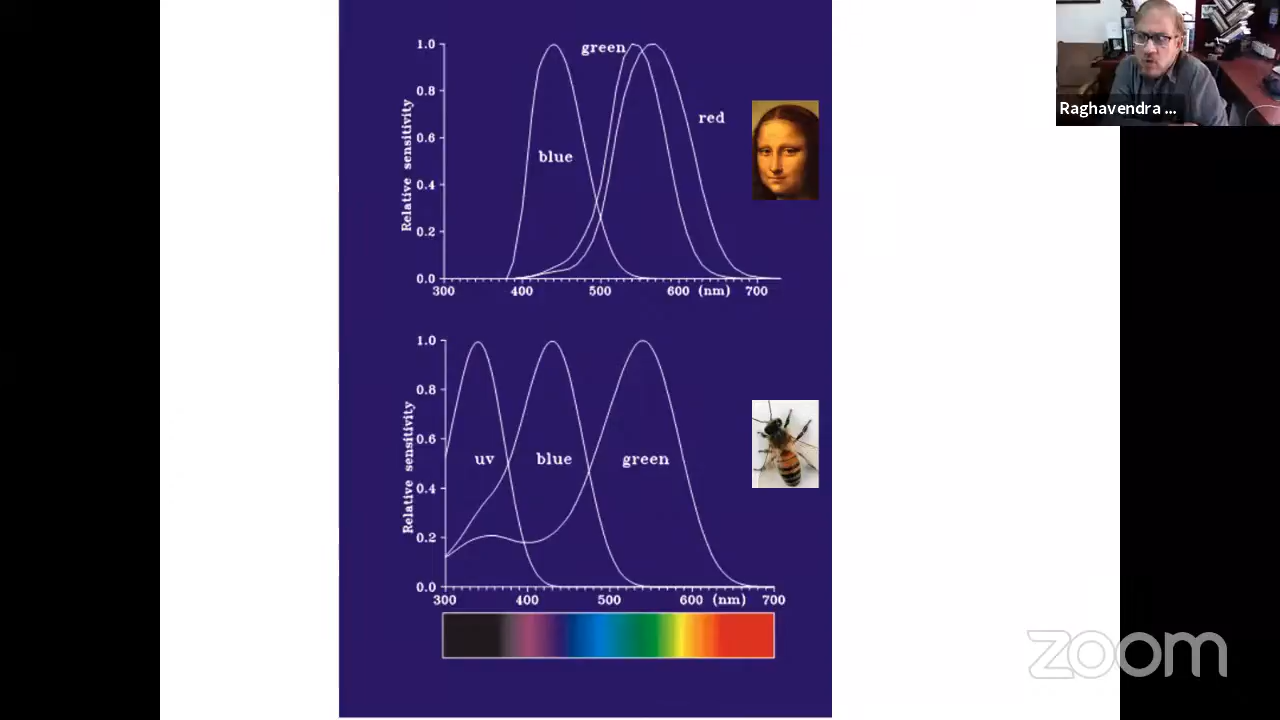 Relative sensitivity
1.0
0.8
0.6
0.4
0.2
0.0
green
red
blue
300 400 500 600 (nm) 700
Relative sensitivity
1.0
0.8
0.6
0.4
0.2
0.0
uv blue green
300 400 500 600 (nm) 700
Raghavendra ...
zoom